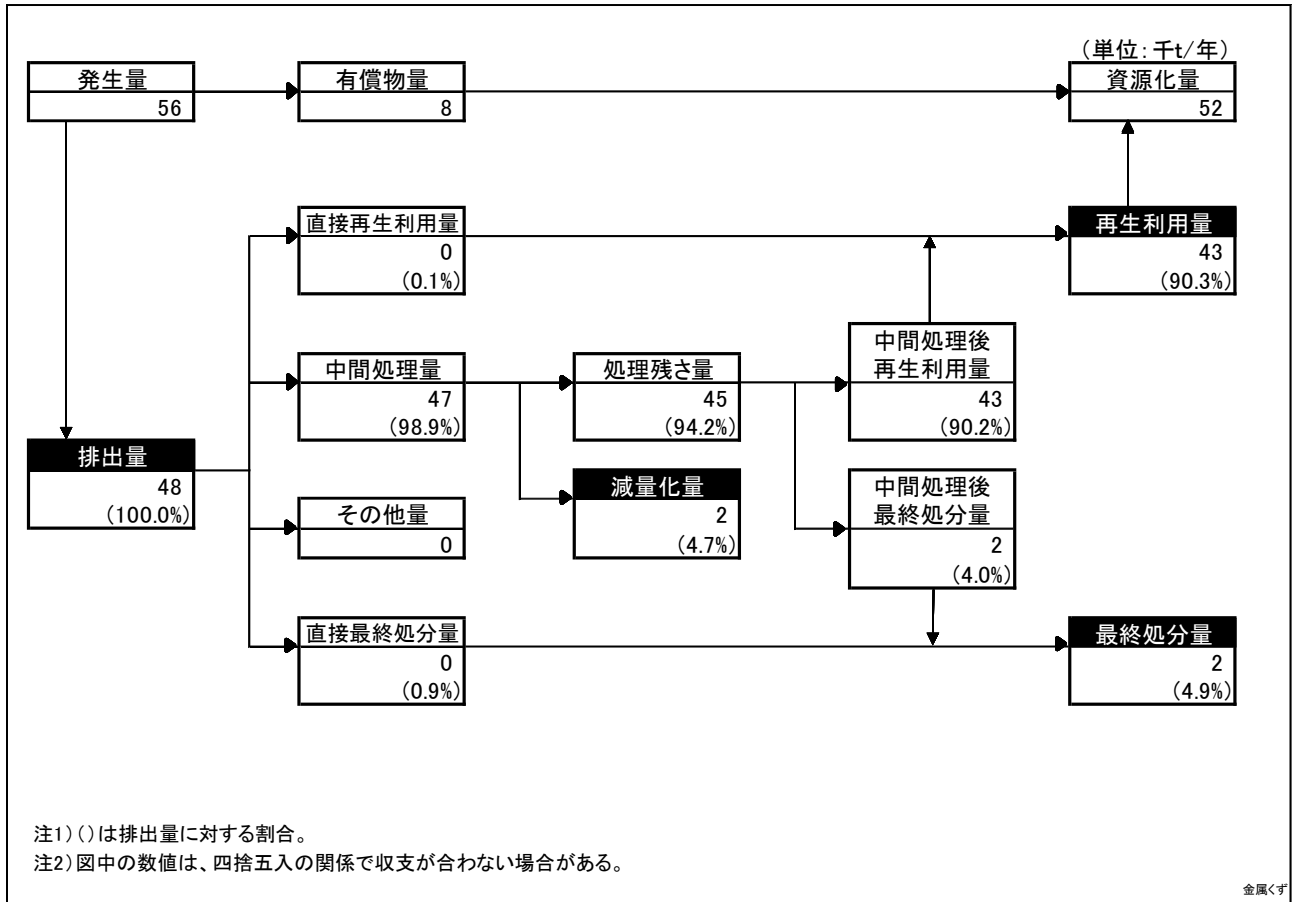 (単位:千t/年)
発生量
56
有償物量
8
資源化量
52
直接再生利用量
0
(0.1%)
再生利用量
43
(90.3%)
中間処理量
47
(98.9%)
処理残さ量
45
(94.2%)
中間処理後
再生利用量
43
(90.2%)
排出量
48
(100.0%)
減量化量
2
(4.7%)
中間処理後
最終処分量
2
(4.0%)
その他量
0
直接最終処分量
0
(0.9%)
最終処分量
2
(4.9%)
注1)()は排出量に対する割合。
注2)図中の数値は、四捨五入の関係で収支が合わない場合がある。
金属くず